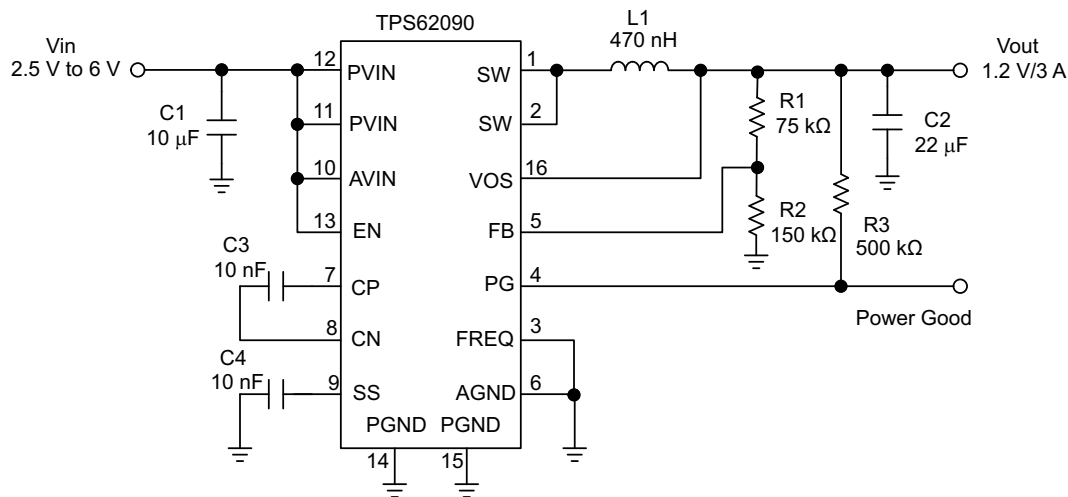 TPS62090
Vin
2.5 V to 6 V
C1
10 μF
12
PVIN
11
PVIN
10
AVIN
13
EN
C3
10 nF
7
CP
8
CN
C4
10 nF
9
SS
PGND
PGND
14
15
1
SW
2
SW
16
VOS
5
FB
4
PG
3
FREQ
6
AGND
L1
470 nH
R1
75 kΩ
R2
150 kΩ
R3
500 kΩ
C2
22 μF
Vout
1.2 V/3 A
Power Good